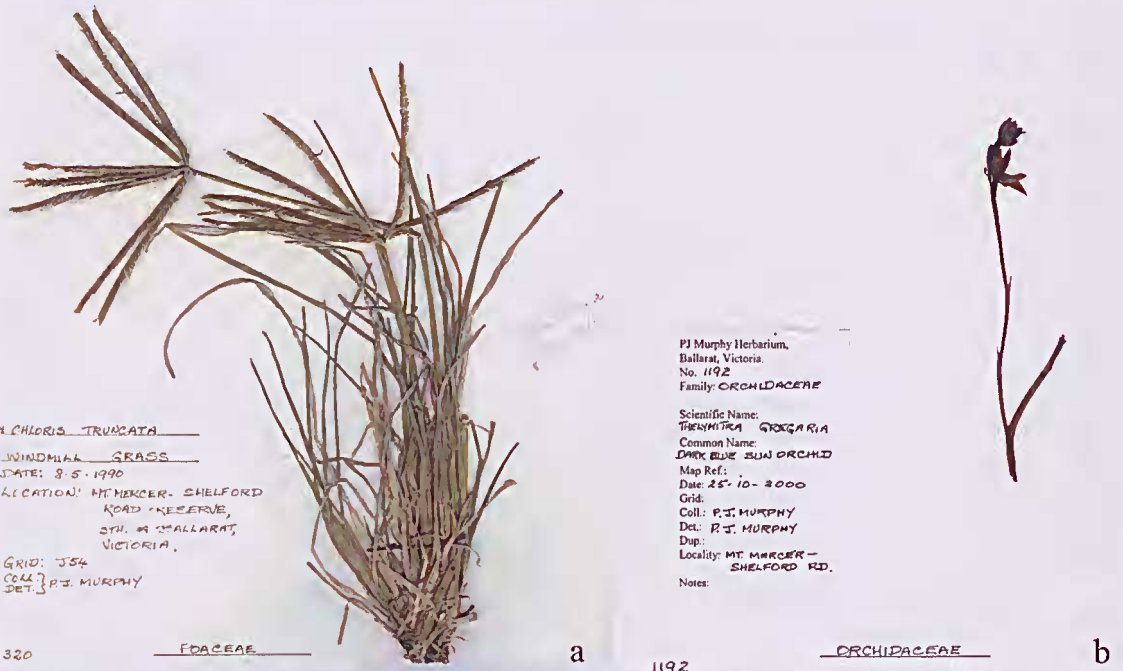 CHLORIS TRUNCATA
WINDMILL GRASS
DATE: 8-5-1990
LOCATION: MT MERCER - SHELFORD
ROAD RESERVE,
STH. OF BALLARAT,
VICTORIA.
GRID: J54
COLL. } P.J. MURPHY
DET. }
320
POACEAE
a
PJ Murphy Herbarium,
Ballarat, Victoria.
No. 1192
Family: ORCHIDACEAE
Scientific Name:
THELYMITRA GREGARIA
Common Name:
DARK BLUE SUN ORCHID
Map Ref.:
Date: 25-10-2000
Grid:
Coll.: P.J. MURPHY
Det.: P.J. MURPHY
Dup.:
Locality: MT MERCER -
SHELFORD RD.
Notes:
1192
ORCHIDACEAE
b